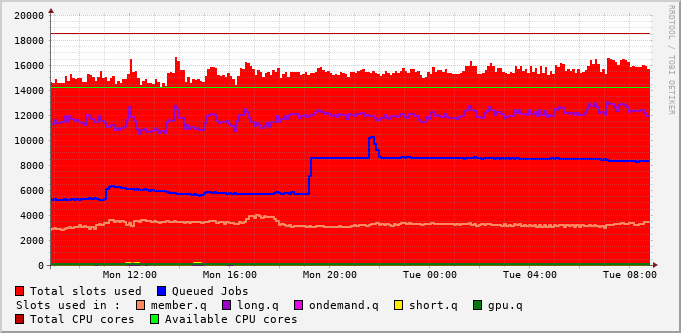 20000
18000
16000
14000
12000
10000
8000
6000
4000
2000
0
Mon 12:00 Mon 16:00 Mon 20:00 Tue 00:00 Tue 04:00 Tue 08:00
Total slots used Queued Jobs
Slots used in : member.q long.q ondemand.q short.q gpu.q
Total CPU cores Available CPU cores
RRDTOOL / TOBI OETIKER